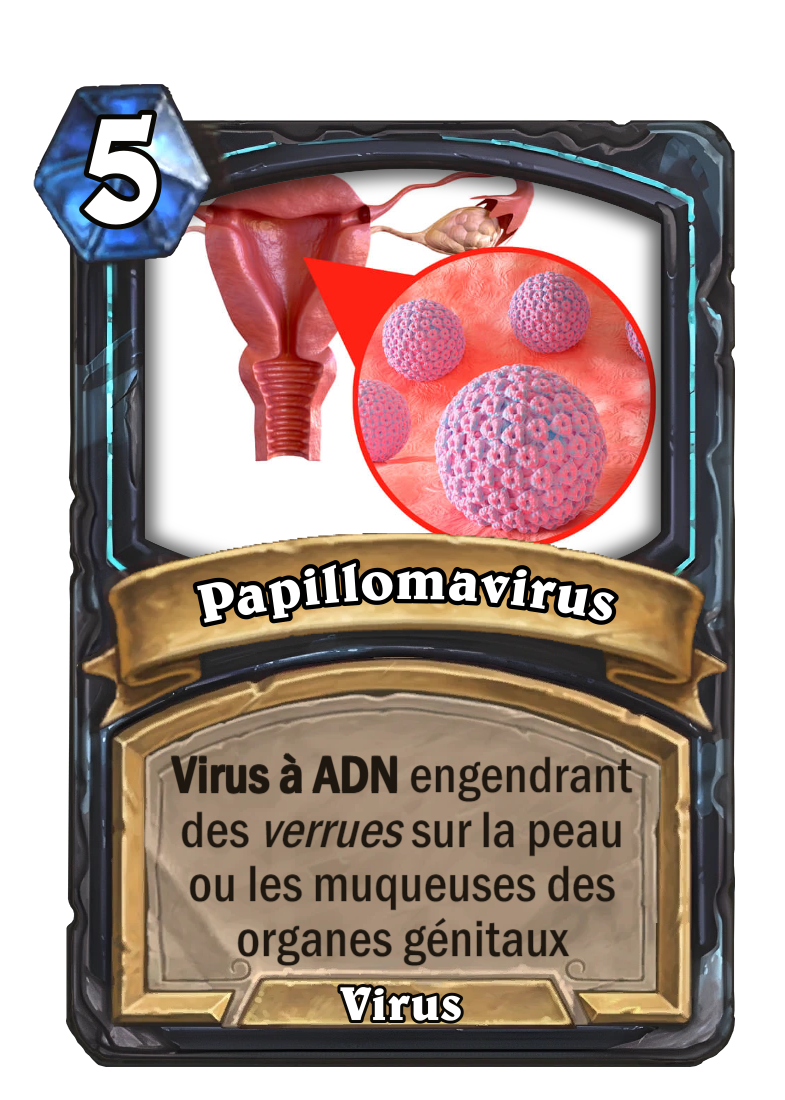 5
Papillomavirus
Virus à ADN engendrant
des verrues sur la peau
ou les muqueuses des
organes génitaux
Virus